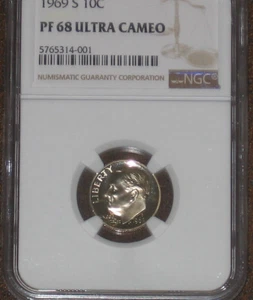 1969 S 10C
PF 68 ULTRA CAMEO
5765314-001
NUMISMATIC GUARANTY CORPORATION
NGC
LIBERTY